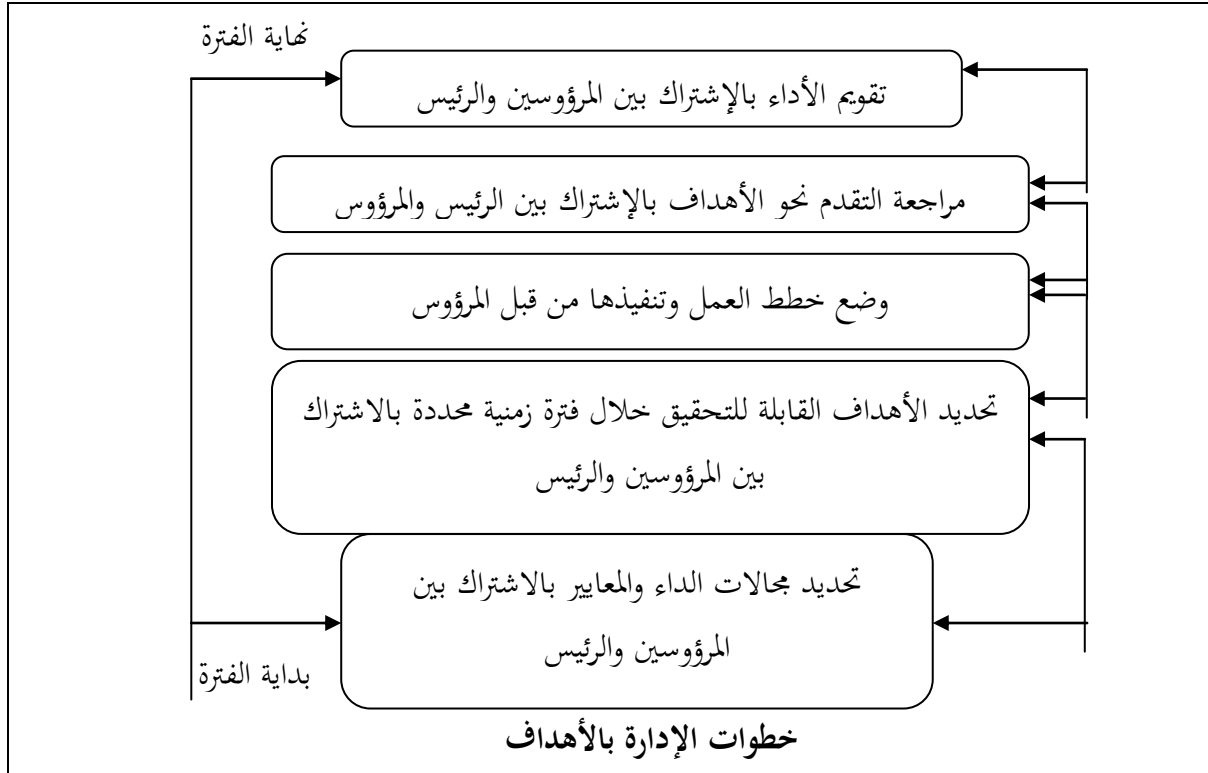 نهاية الفترة
تقويم الأداء بالإشتراك بين المرؤوسين والرئيس
مراجعة التقدم نحو الأهداف بالإشتراك بين الرئيس والمرؤوس
وضع خطط العمل وتنفيذها من قبل المرؤوس
تحديد الأهداف القابلة للتحقيق خلال فترة زمنية محددة بالاشتراك
بين المرؤوسين والرئيس
تحديد مجالات الداء والمعايير بالاشتراك بين
المرؤوسين والرئيس
بداية الفترة
خطوات الإدارة بالأهداف